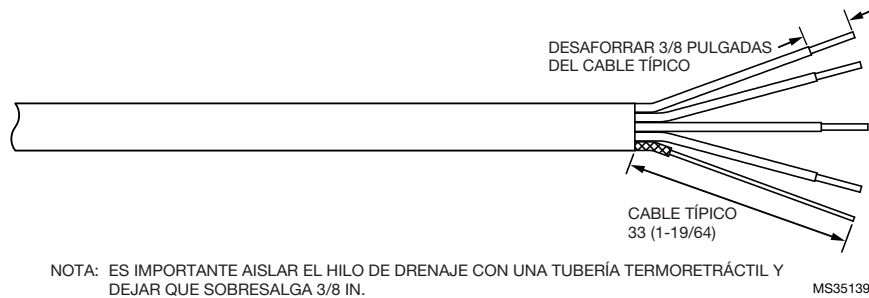 DESAFORRAR 3/8 PULGADAS
DEL CABLE TÍPICO
CABLE TÍPICO
33 (1-19/64)
NOTA: ES IMPORTANTE AISLAR EL HILO DE DRENAJE CON UNA TUBERÍA TERMORETRÁCTIL Y
DEJAR QUE SOBRESALGA 3/8 IN.
MS35139